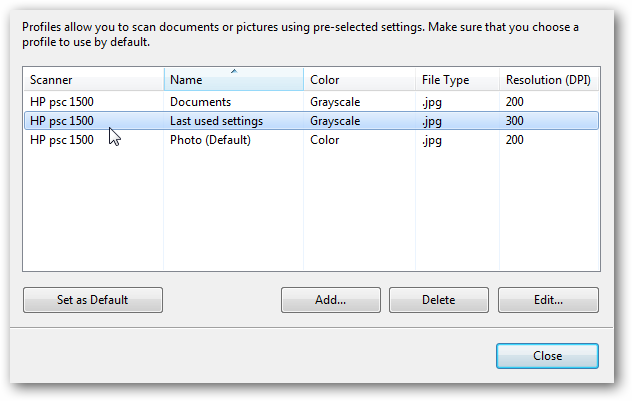 Profiles allow you to scan documents or pictures using pre-selected settings. Make sure that you choose a
profile to use by default.
Scanner Name Color File Type Resolution (DPI)
HP psc 1500 Documents Grayscale .jpg 200
HP psc 1500 Last used settings Grayscale .jpg 300
HP psc 1500 Photo (Default) Color .jpg 200
Set as Default Add... Delete Edit...
Close